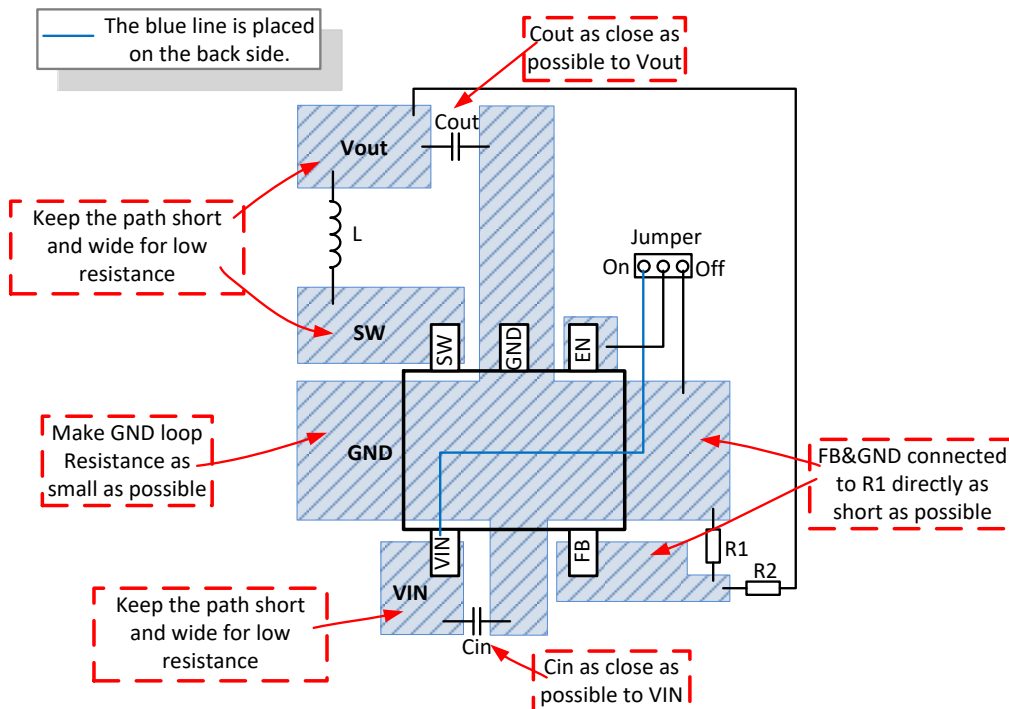 The blue line is placed
on the back side.
Cout as close as
possible to Vout
Cout
Vout
Keep the path short
and wide for low
resistance
L
Jumper
On
Off
SW
SW
GND
EN
Make GND loop
Resistance as
small as possible
GND
FB&GND connected
to R1 directly as
short as possible
VIN
FB
R1
R2
VIN
Keep the path short
and wide for low
resistance
Cin
Cin as close as
possible to VIN